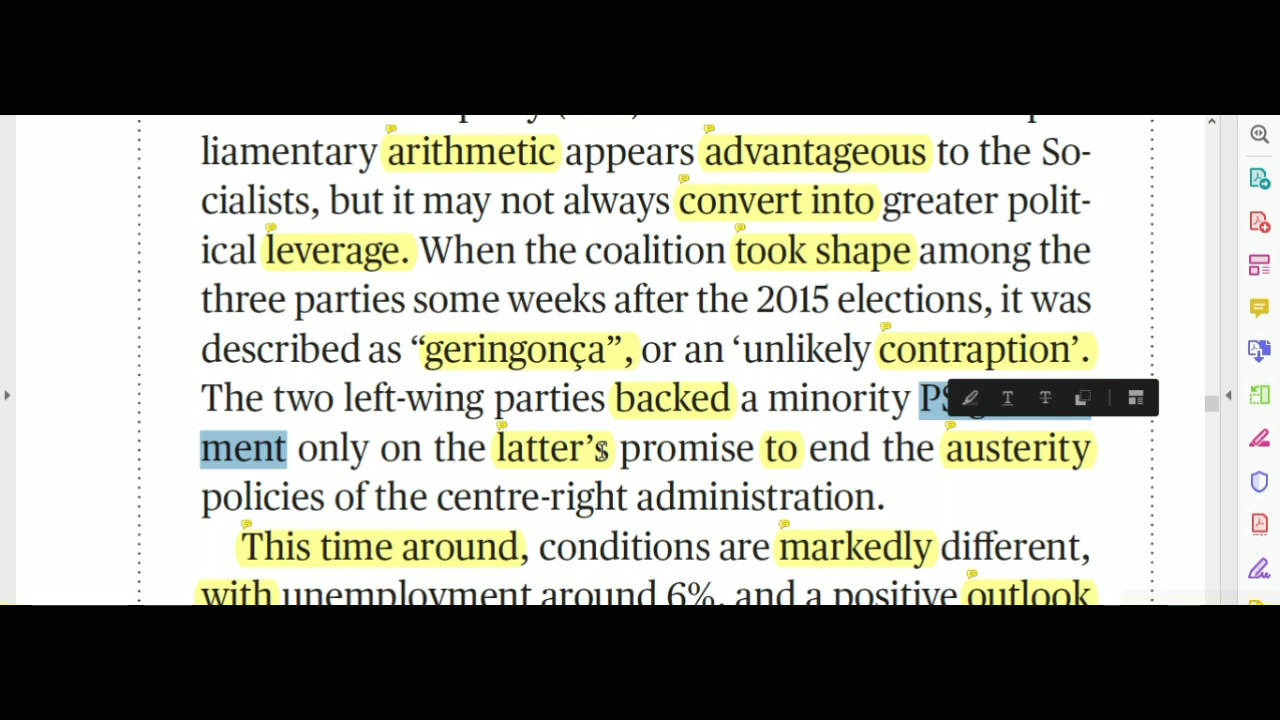 liamentary arithmetic appears advantageous to the So-
cialists, but it may not always convert into greater polit-
ical leverage. When the coalition took shape among the
three parties some weeks after the 2015 elections, it was
described as “geringonça”, or an ‘unlikely contraption’.
The two left-wing parties backed a minority
ment only on the latter’s promise to end the austerity
policies of the centre-right administration.
This time around, conditions are markedly different,
with unemployment around 6%, and a positive outlook